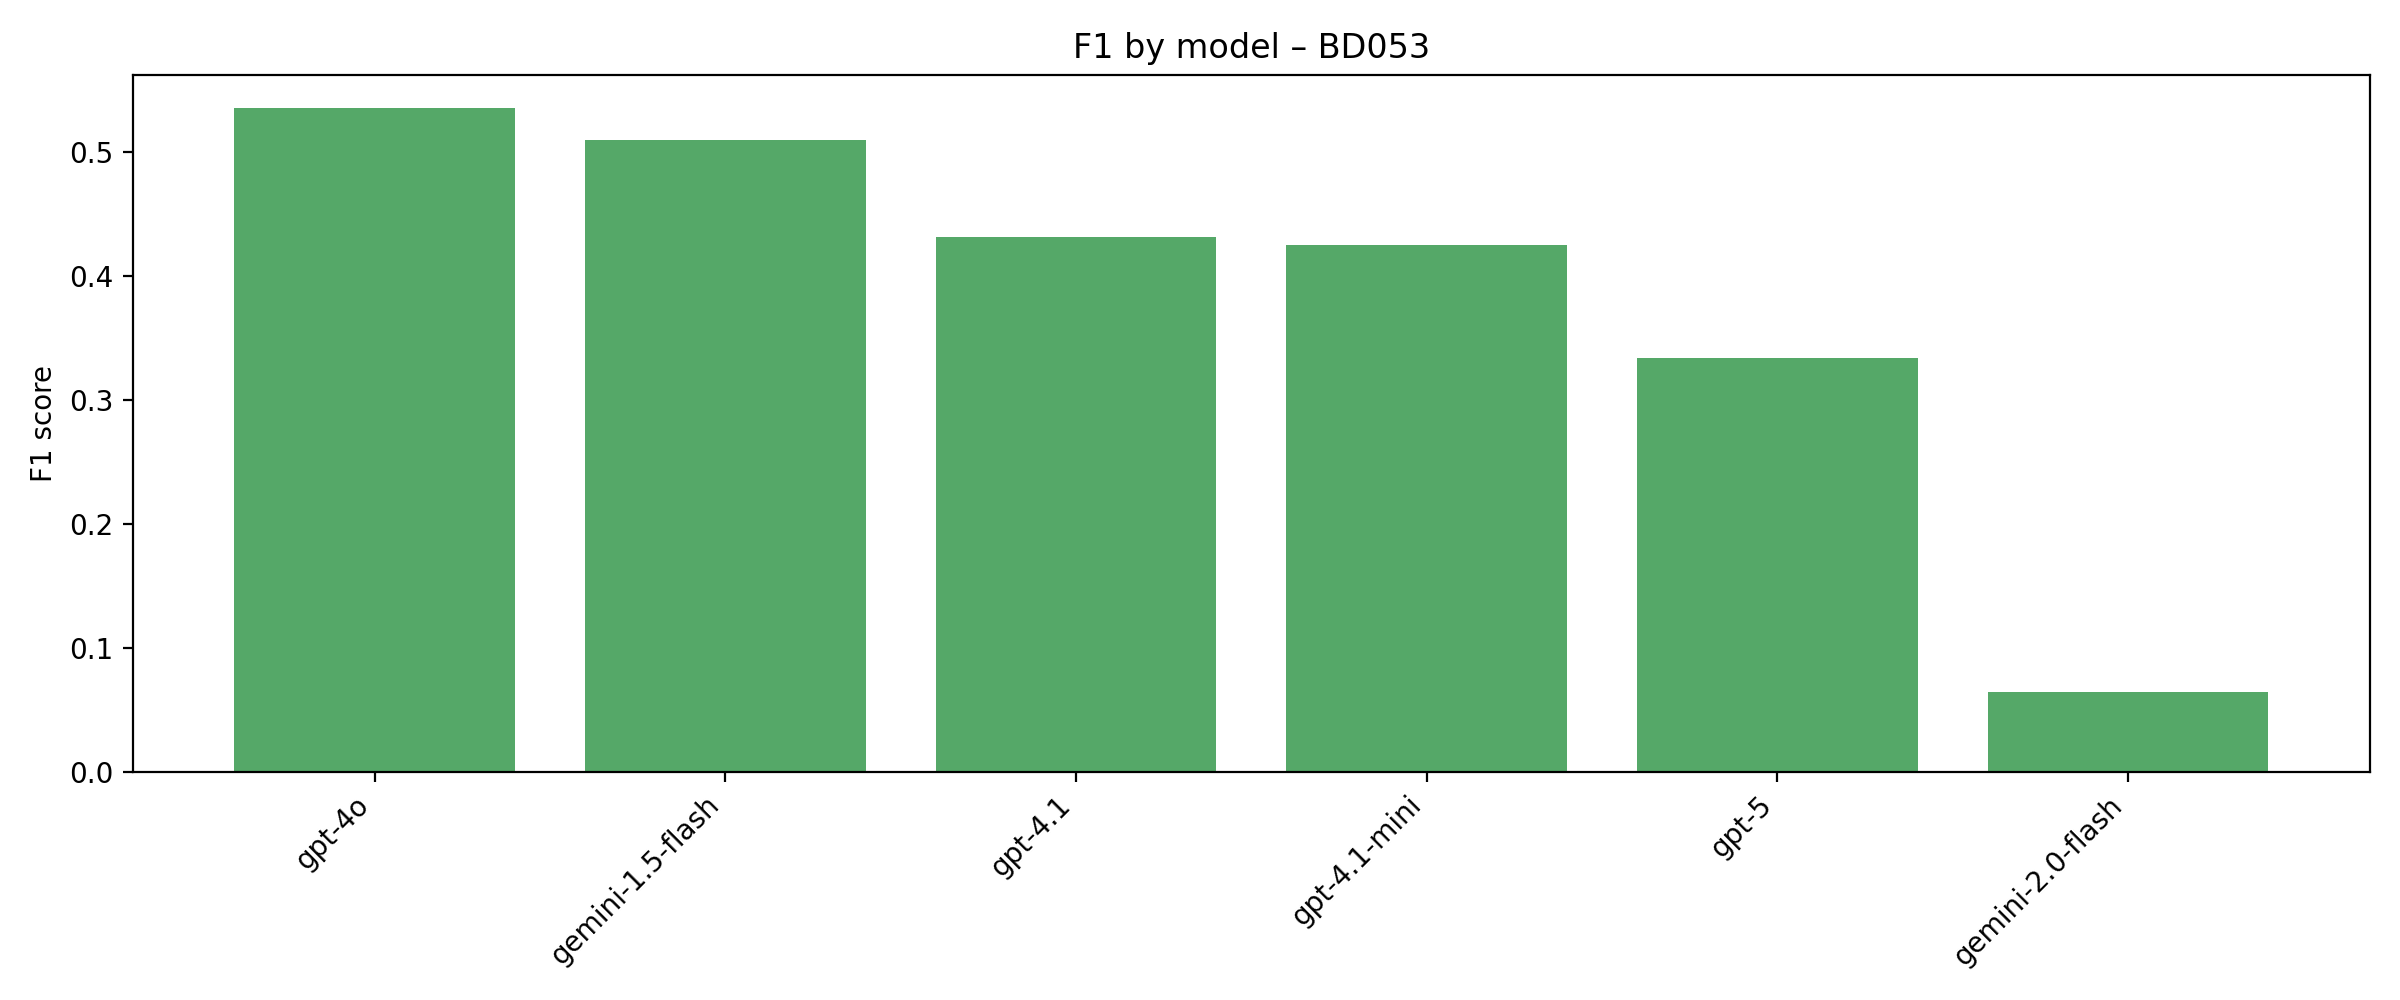 F1 by model – BD053
F1 score
0.5
0.4
0.3
0.2
0.1
0.0
gpt-4o
gemini-1.5-flash
gpt-4.1
gpt-4.1-mini
gpt-5
gemini-2.0-flash